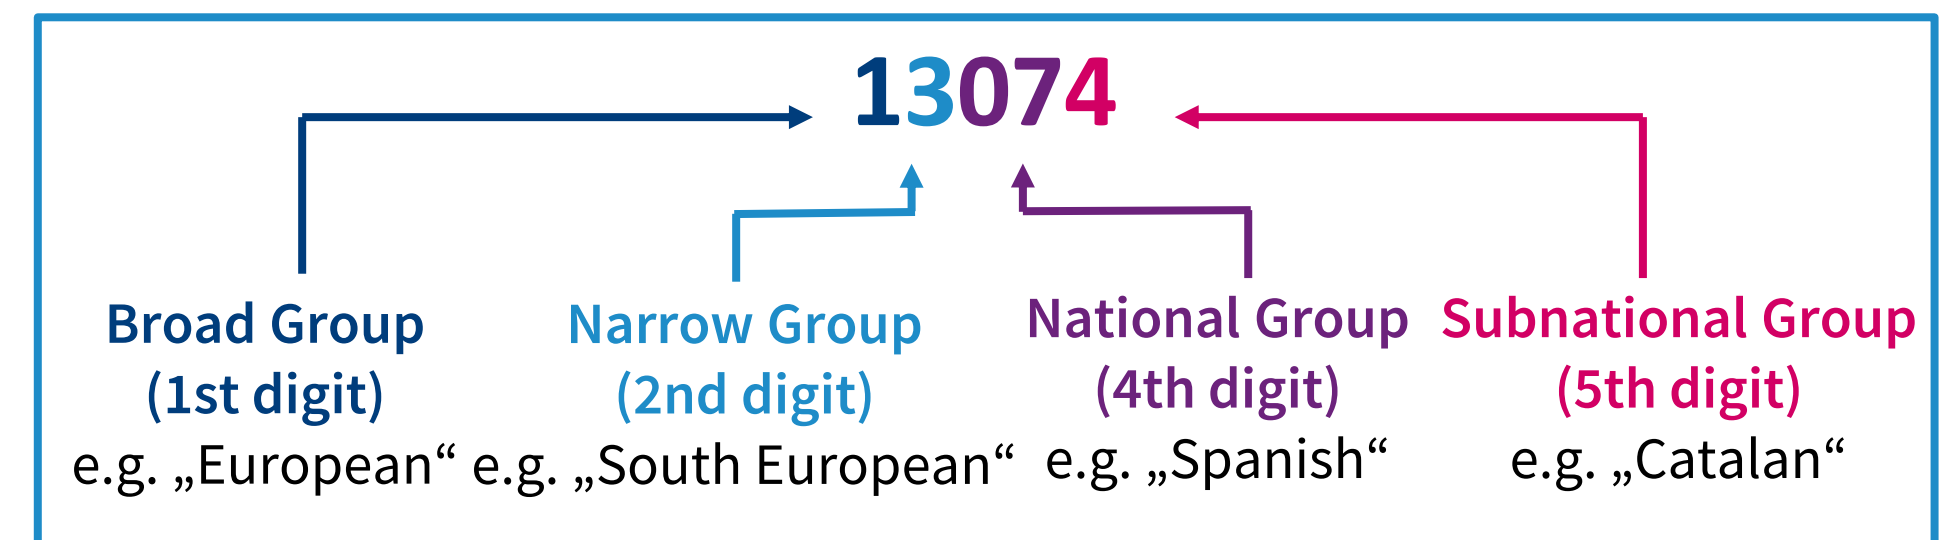 13074
Broad Group
(1st digit)
e.g. „European“
Narrow Group
(2nd digit)
e.g. „South European“
National Group
(4th digit)
e.g. „Spanish“
Subnational Group
(5th digit)
e.g. „Catalan“